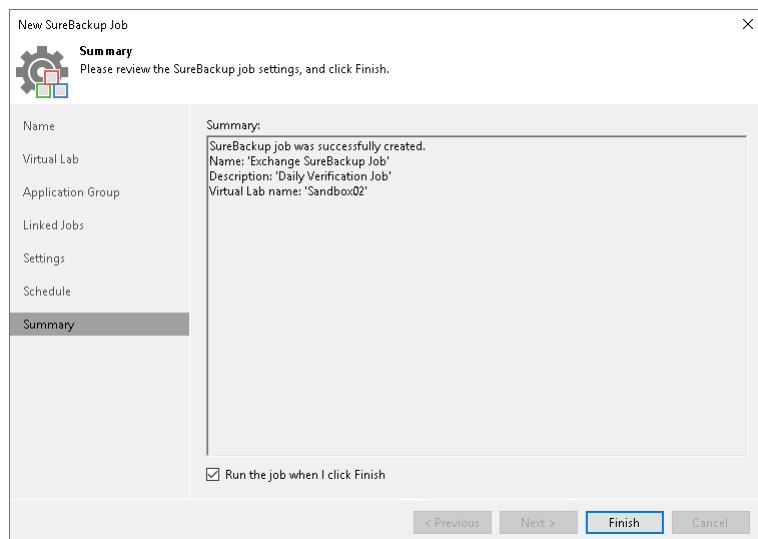 New SureBackup Job
Summary
Please review the SureBackup job settings, and click Finish.
Name
Virtual Lab
Application Group
Linked Jobs
Settings
Schedule
Summary
Summary:
SureBackup job was successfully created.
Name: 'Exchange SureBackup Job'
Description: 'Daily Verification Job'
Virtual Lab name: 'Sandbox02'
Run the job when I click Finish
< Previous
Next >
Finish
Cancel